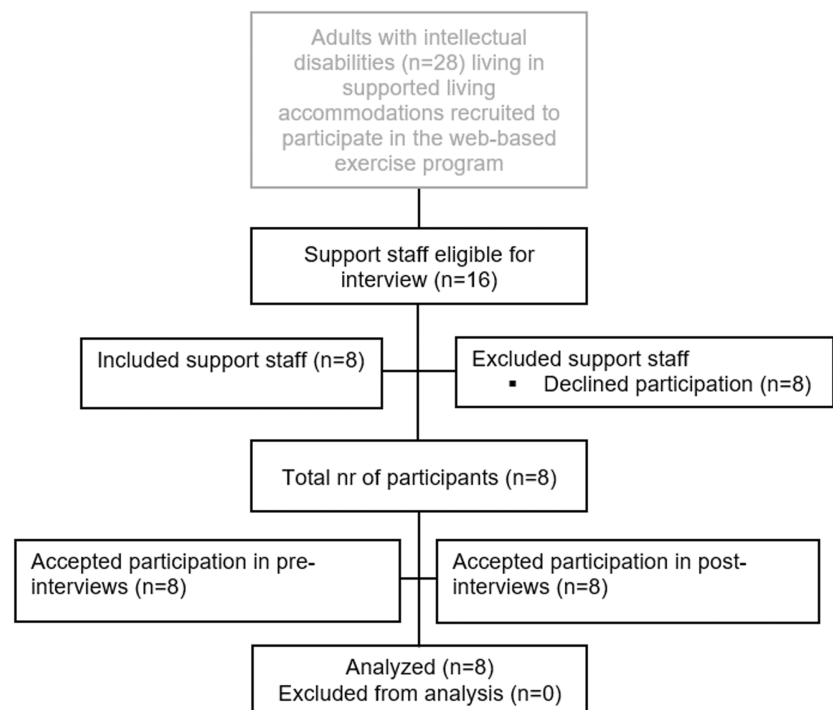 Adults with intellectual
disabilities (n=28) living in
supported living
accommodations recruited to
participate in the web-based
exercise program
Support staff eligible for
interview (n=16)
Included support staff (n=8)
Excluded support staff
▪ Declined participation (n=8)
Total nr of participants (n=8)
Accepted participation in pre-
interviews (n=8)
Accepted participation in post-
interviews (n=8)
Analyzed (n=8)
Excluded from analysis (n=0)